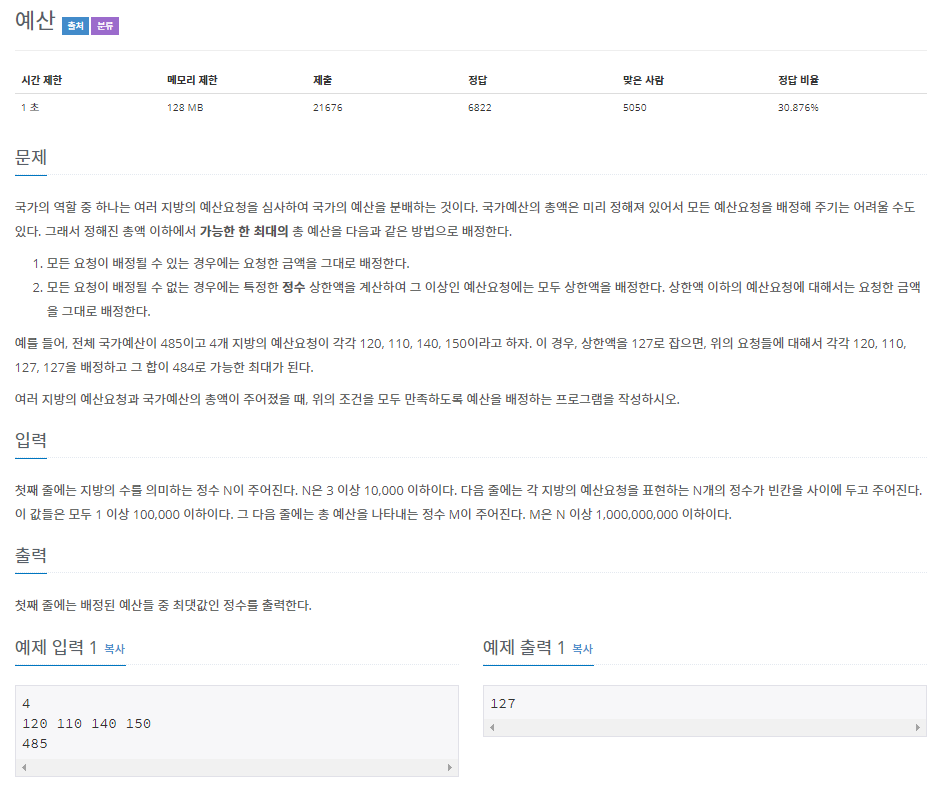 예산 출처 분류
시간 제한 메모리 제한 제출 정답 맞은 사람 정답 비율
1 초 128 MB 21676 6822 5050 30.876%
문제
국가의 역할 중 하나는 여러 지방의 예산요청을 심사하여 국가의 예산을 분배하는 것이다. 국가예산의 총액은 미리 정해져 있어서 모든 예산요청을 배정해 주기는 어려울 수도
있다. 그래서 정해진 총액 이하에서 가능한 한 최대의 총 예산을 다음과 같은 방법으로 배정한다.
1. 모든 요청이 배정될 수 있는 경우에는 요청한 금액을 그대로 배정한다.
2. 모든 요청이 배정될 수 없는 경우에는 특정한 정수 상한액을 계산하여 그 이상인 예산요청에는 모두 상한액을 배정한다. 상한액 이하의 예산요청에 대해서는 요청한 금액
을 그대로 배정한다.
예를 들어, 전체 국가예산이 485이고 4개 지방의 예산요청이 각각 120, 110, 140, 150이라고 하자. 이 경우, 상한액을 127로 잡으면, 위의 요청들에 대해서 각각 120, 110,
127, 127을 배정하고 그 합이 484로 가능한 최대가 된다.
여러 지방의 예산요청과 국가예산의 총액이 주어졌을 때, 위의 조건을 모두 만족하도록 예산을 배정하는 프로그램을 작성하시오.
입력
첫째 줄에는 지방의 수를 의미하는 정수 N이 주어진다. N은 3 이상 10,000 이하이다. 다음 줄에는 각 지방의 예산요청을 표현하는 N개의 정수가 빈칸을 사이에 두고 주어진다.
이 값들은 모두 1 이상 100,000 이하이다. 그 다음 줄에는 총 예산을 나타내는 정수 M이 주어진다. M은 N 이상 1,000,000,000 이하이다.
출력
첫째 줄에는 배정된 예산들 중 최댓값인 정수를 출력한다.
예제 입력 1 복사
4
120 110 140 150
485
예제 출력 1 복사
127